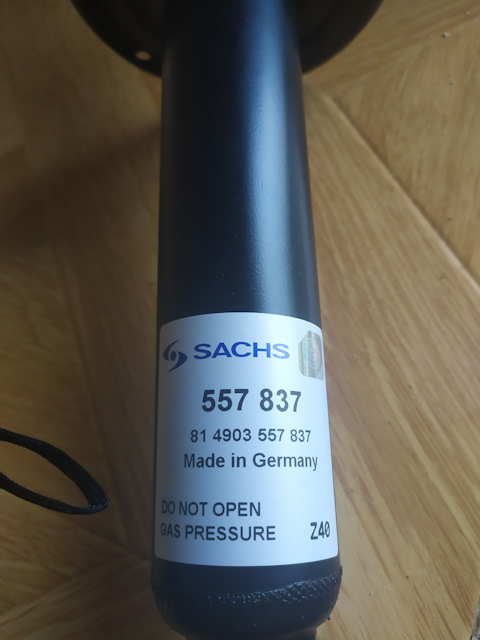 SACHS
557 837
81 4903 557 837
Made in Germany
DO NOT OPEN
GAS PRESSURE Z40